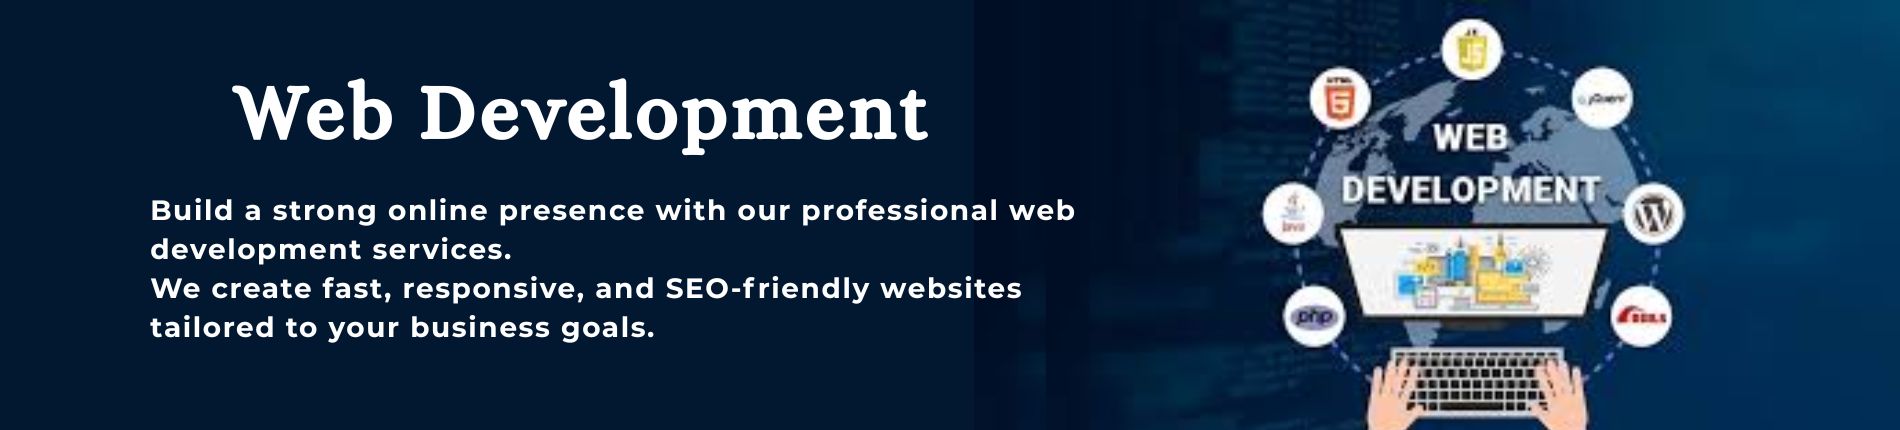 Web Development
Build a strong online presence with our professional web
development services.
We create fast, responsive, and SEO-friendly websites
tailored to your business goals.
JS
HTML
5
jQuery
WEB
DEVELOPMENT
Java
W
php
RAILS